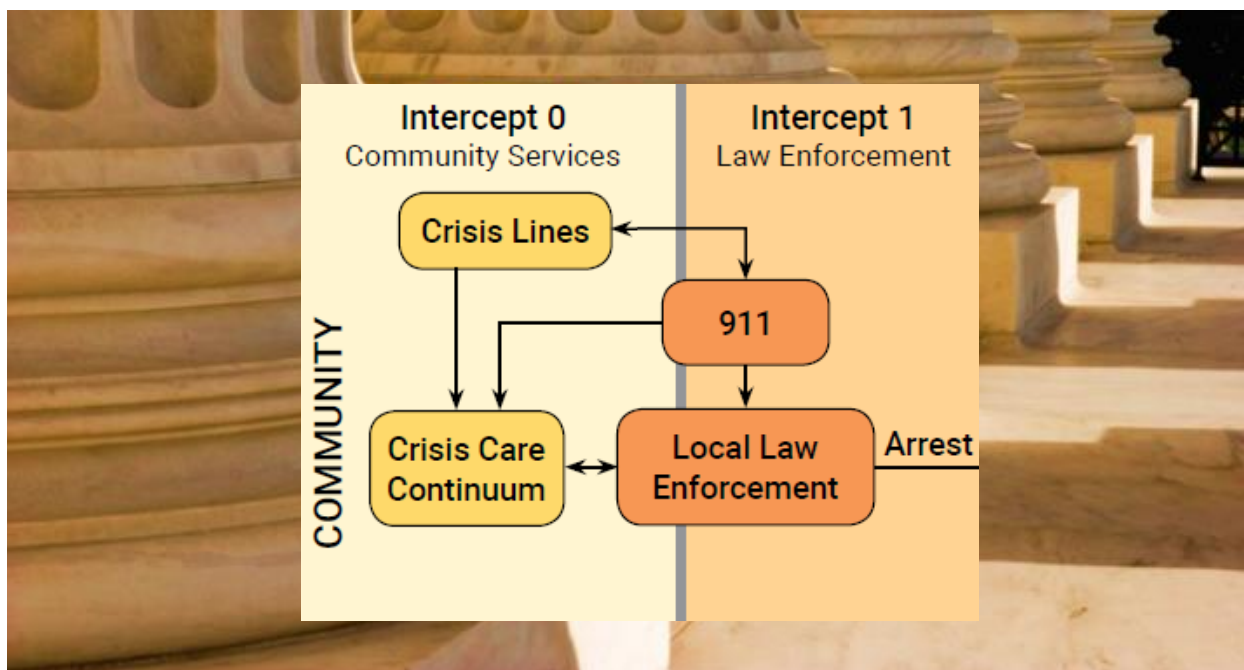 Intercept 0
Community Services
Intercept 1
Law Enforcement
Crisis Lines
911
COMMUNITY
Crisis Care
Continuum
Local Law
Enforcement
Arrest